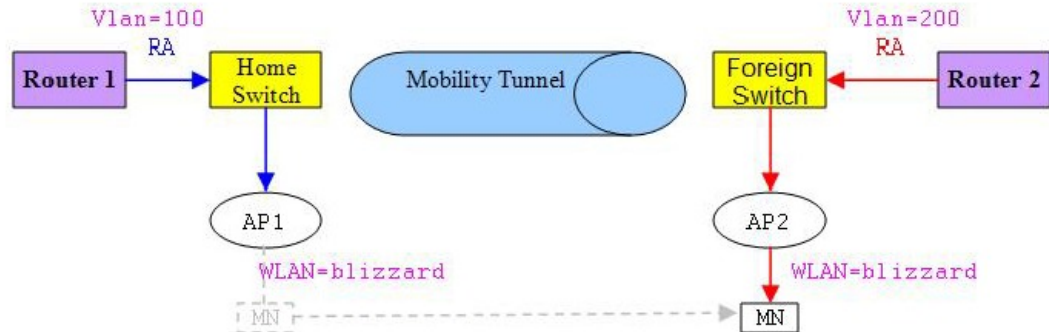 Vlan=100
RA
Router 1
Home
Switch
Mobility Tunnel
Vlan=200
RA
Foreign
Switch
Router 2
AP1
AP2
WLAN=blizzard
WLAN=blizzard
MN
MN